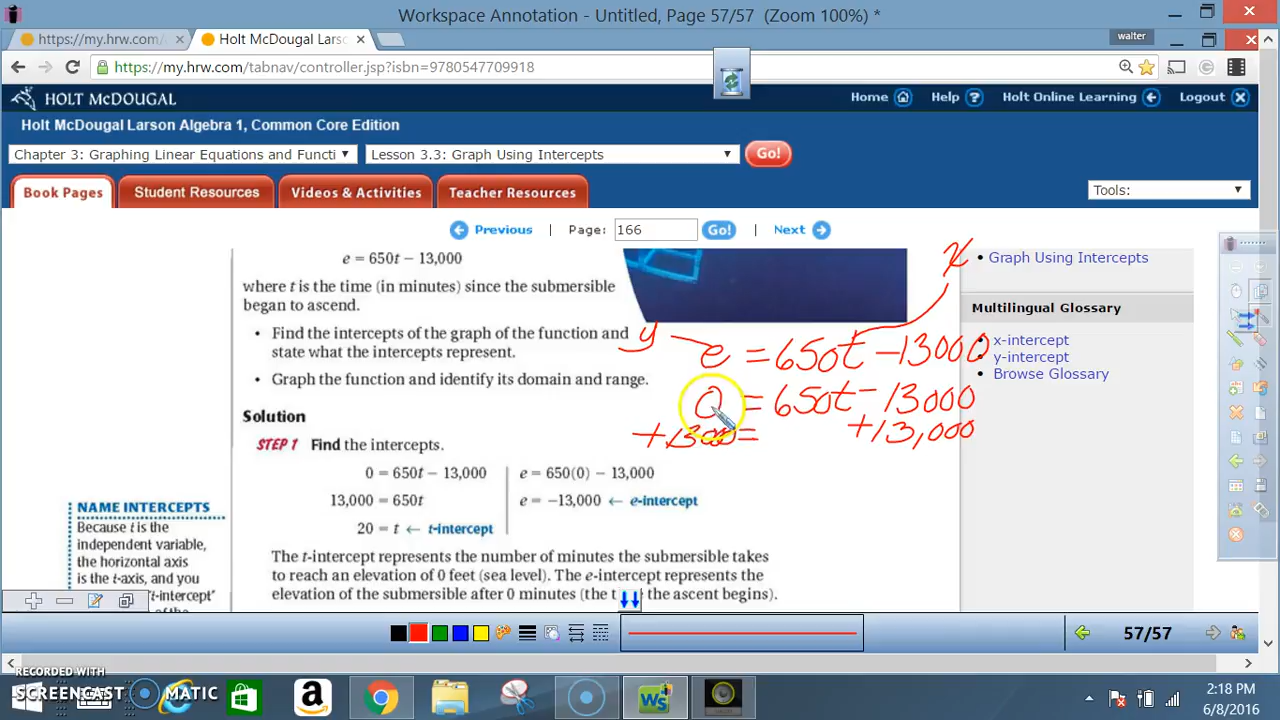 Workspace Annotation - Untitled, Page 57/57 (Zoom 100%) *
https://my.hrw.com/
Holt McDougal Lars
walter
https://my.hrw.com/tabnav/controller.jsp?isbn=9780547709918
HOLT MCDOUGAL
Home
Help
Holt Online Learning
Logout
Holt McDougal Larson Algebra 1, Common Core Edition
Chapter 3: Graphing Linear Equations and Functi
Lesson 3.3: Graph Using Intercepts
Go!
Book Pages
Student Resources
Videos & Activities
Teacher Resources
Tools:
Previous | Page: 166 Go! | Next
e = 650t − 13,000
where t is the time (in minutes) since the submersible
began to ascend.
• Find the intercepts of the graph of the function and
state what the intercepts represent.
• Graph the function and identify its domain and range.
x
y
e = 650t − 13000
0 = 650t − 13000
+13000 = +13,000
Solution
STEP 1 Find the intercepts.
0 = 650t − 13,000
13,000 = 650t
20 = t ← t-intercept
e = 650(0) − 13,000
e = −13,000 ← e-intercept
The t-intercept represents the number of minutes the submersible takes
to reach an elevation of 0 feet (sea level). The e-intercept represents the
elevation of the submersible after 0 minutes (the t the ascent begins).
NAME INTERCEPTS
Because t is the
independent variable,
the horizontal axis
is the t-axis, and you
"t-intercept"
of the
• Graph Using Intercepts
Multilingual Glossary
• x-intercept
• y-intercept
• Browse Glossary
57/57
RECORDED WITH
SCREENCAST MATIC
2:18 PM
6/8/2016